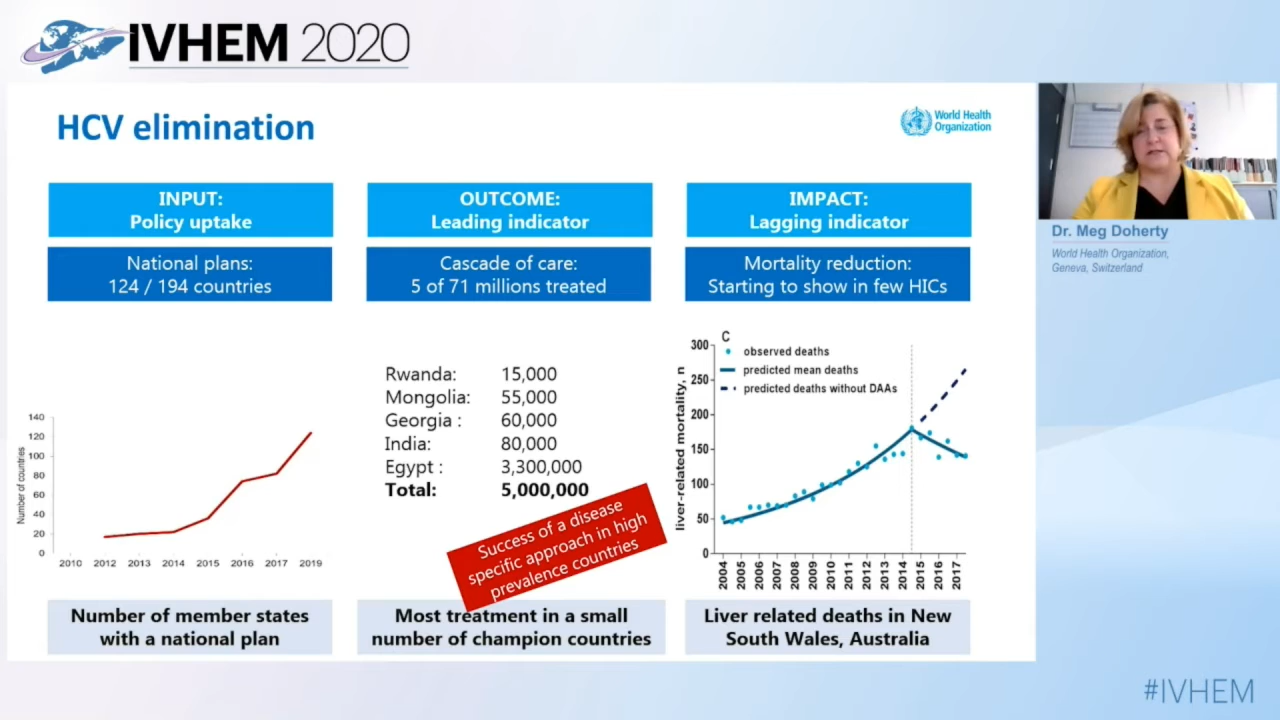 IVHEM 2020
HCV elimination
World Health
Organization
INPUT:
Policy uptake
OUTCOME:
Leading indicator
IMPACT:
Lagging indicator
National plans:
124 / 194 countries
Cascade of care:
5 of 71 millions treated
Mortality reduction:
Starting to show in few HICs
Number of countries
140
120
100
80
60
40
20
0
2010 2012 2013 2014 2015 2016 2017 2019
Rwanda: 15,000
Mongolia: 55,000
Georgia : 60,000
India: 80,000
Egypt : 3,300,000
Total: 5,000,000
Success of a disease
specific approach in high
prevalence countries
C
liver-related mortality, n
300
250
200
150
100
50
0
observed deaths
predicted mean deaths
predicted deaths without DAAs
2004 2005 2006 2007 2008 2009 2010 2011 2012 2013 2014 2015 2016 2017
Number of member states
with a national plan
Most treatment in a small
number of champion countries
Liver related deaths in New
South Wales, Australia
Dr. Meg Doherty
World Health Organization,
Geneva, Switzerland
#IVHEM